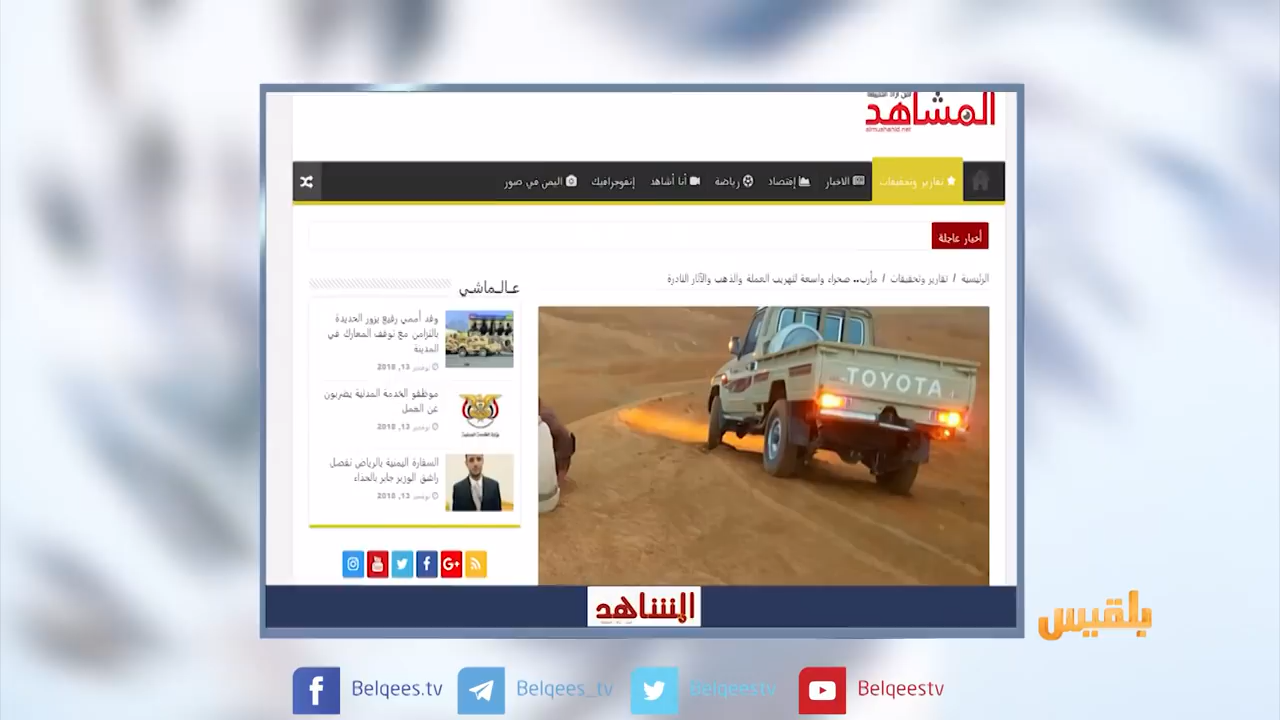 المشاهد
almushahid.net
تقارير وتحقيقات
الاخبار
إقتصاد
رياضة
أنا أشاهد
إنفوجرافيك
اليمن في صور
أخبار عاجلة
الرئيسية / تقارير وتحقيقات / مأرب.. صحراء واسعة لتهريب العملة والذهب والآثار النادرة
TOYOTA
عـالـماشـي
وفد أممي رفيع يزور الحديدة
بالتزامن مع توقف المعارك في
المدينة
نوفمبر 13, 2018
موظفو الخدمة المدنية يضربون
عن العمل
نوفمبر 13, 2018
السفارة اليمنية بالرياض تفصل
راشق الوزير جابر بالحذاء
نوفمبر 13, 2018
المشاهد
بلقيس
Belqees.tv
Belqees_tv
Belqeestv
Belqeestv